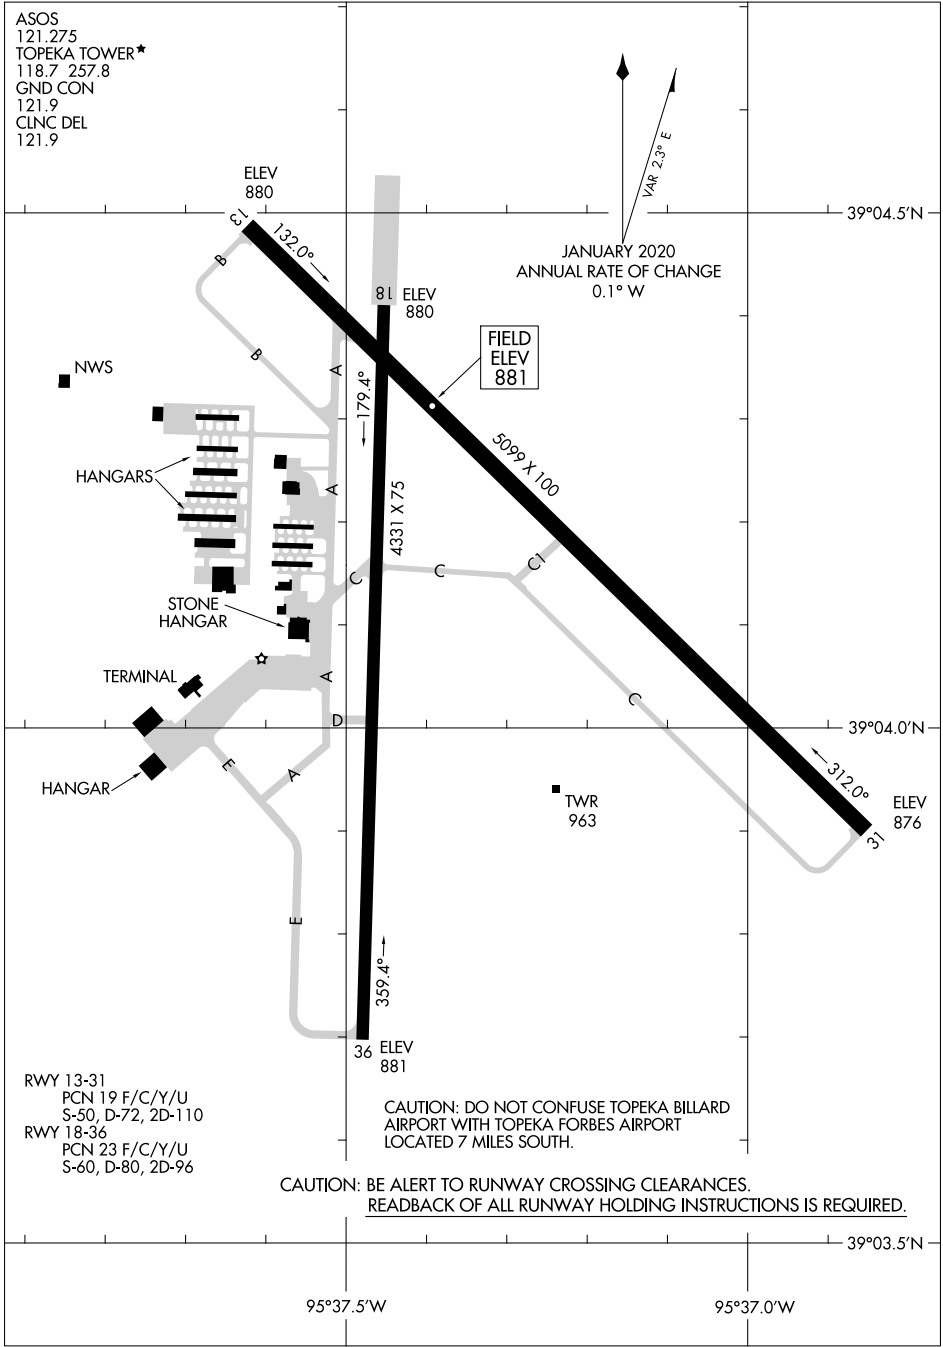 ASOS
121.275
TOPEKA TOWER★
118.7 257.8
GND CON
121.9
CLNC DEL
121.9
ELEV
880
VAR 2.3° E
13
132.0°
39°04.5'N
B
JANUARY 2020
ANNUAL RATE OF CHANGE
0.1° W
18
ELEV
880
FIELD
ELEV
881
B
A
NWS
179.4°
5099 X 100
HANGARS
A
4331 X 75
C1
C
C
STONE
HANGAR
TERMINAL
A
C
D
39°04.0'N
E
A
312.0°
HANGAR
TWR
963
ELEV
876
31
E
359.4°
36
ELEV
881
RWY 13-31
PCN 19 F/C/Y/U
S-50, D-72, 2D-110
RWY 18-36
PCN 23 F/C/Y/U
S-60, D-80, 2D-96
CAUTION: DO NOT CONFUSE TOPEKA BILLARD
AIRPORT WITH TOPEKA FORBES AIRPORT
LOCATED 7 MILES SOUTH.
CAUTION: BE ALERT TO RUNWAY CROSSING CLEARANCES.
READBACK OF ALL RUNWAY HOLDING INSTRUCTIONS IS REQUIRED.
39°03.5'N
95°37.5'W
95°37.0'W